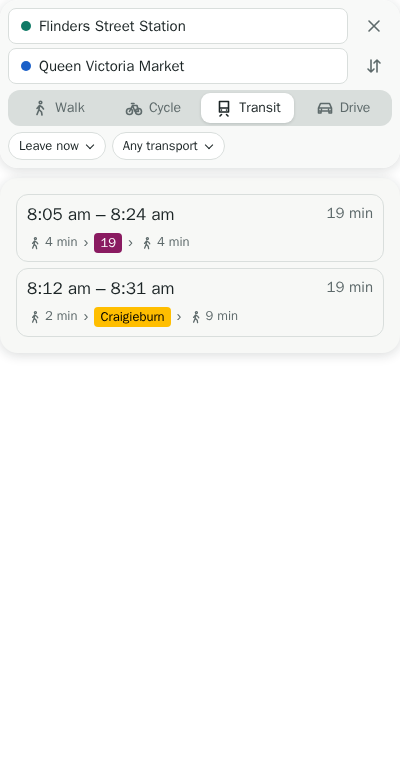 Flinders Street Station
Queen Victoria Market
Walk Cycle Transit Drive
Leave now Any transport
8:05 am – 8:24 am 19 min
4 min › 19 › 4 min
8:12 am – 8:31 am 19 min
2 min › Craigieburn › 9 min